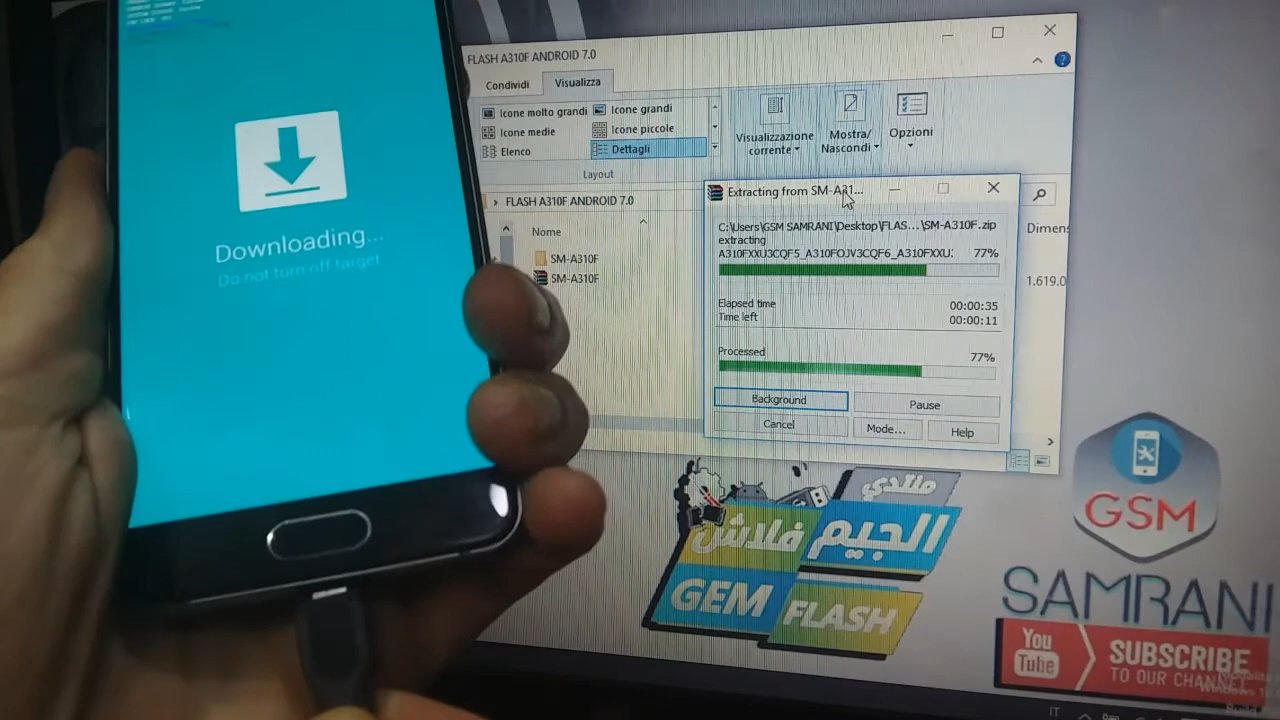 Downloading...
Do not turn off target
FLASH A310F ANDROID 7.0
Condividi
Visualizza
Icone molto grandi
Icone grandi
Icone medie
Icone piccole
Elenco
Dettagli
Layout
Visualizzazione
corrente
Mostra/
Nascondi
Opzioni
FLASH A310F ANDROID 7.0
Nome
Dimens
SM-A310F
SM-A310F
1.619.0
Extracting from SM-A31...
C:\Users\GSM SAMRANI\Desktop\FLAS...\SM-A310F.zip
extracting
A310FXXU3CQF5_A310FOJV3CQF6_A310FXXU:
77%
Elapsed time
00:00:35
Time left
00:00:11
Processed
77%
Background
Pause
Cancel
Mode...
Help
منتدي
الجيم فلاش
GEM FLASH
GSM
SAMRANI
You
Tube
SUBSCRIBE
TO OUR CHANNEL
IT